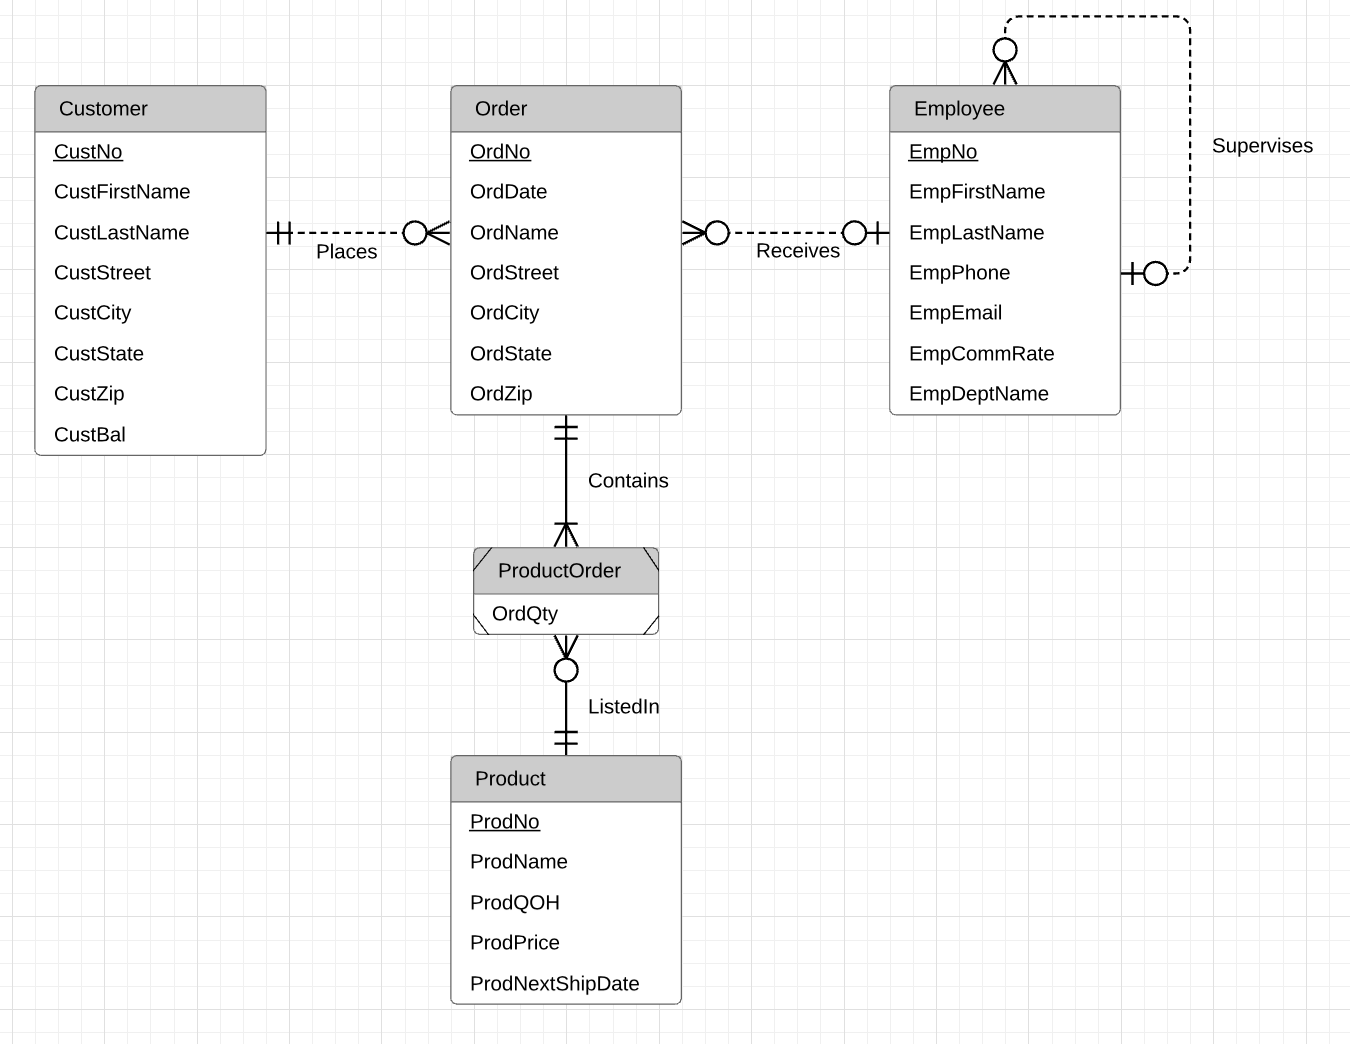 Customer
CustNo
CustFirstName
CustLastName
CustStreet
CustCity
CustState
CustZip
CustBal
Places
Order
OrdNo
OrdDate
OrdName
OrdStreet
OrdCity
OrdState
OrdZip
Receives
Employee
EmpNo
EmpFirstName
EmpLastName
EmpPhone
EmpEmail
EmpCommRate
EmpDeptName
Supervises
Contains
ProductOrder
OrdQty
ListedIn
Product
ProdNo
ProdName
ProdQOH
ProdPrice
ProdNextShipDate